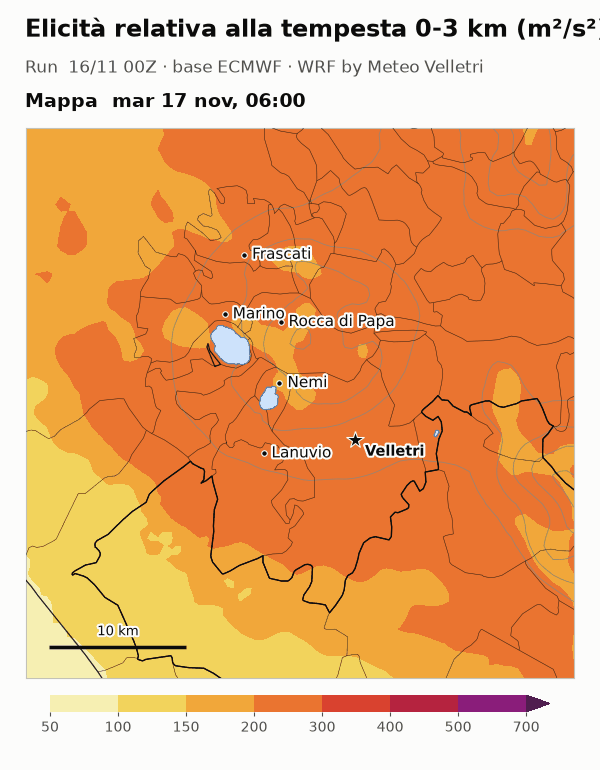 Elicità relativa alla tempesta 0-3 km (m²/s²)
Run  16/11 00Z · base ECMWF · WRF by Meteo Velletri
Mappa  mar 17 nov, 06:00
Frascati
Marino
Rocca di Papa
Nemi
Velletri
Lanuvio
10 km
50 100 150 200 300 400 500 700